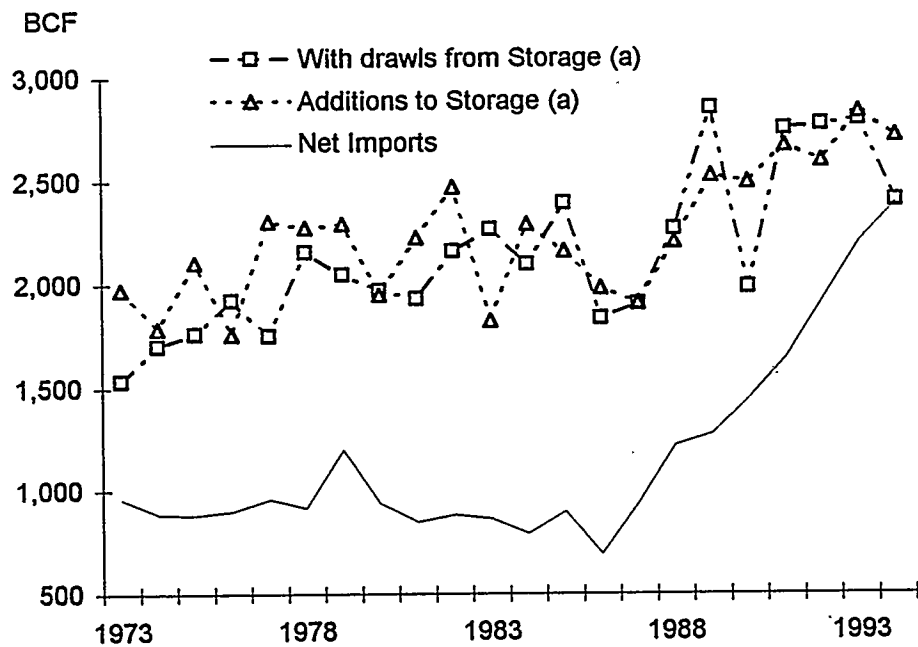 BCF
With drawls from Storage (a)
Additions to Storage (a)
Net Imports
3,000
2,500
2,000
1,500
1,000
500
1973 1978 1983 1988 1993